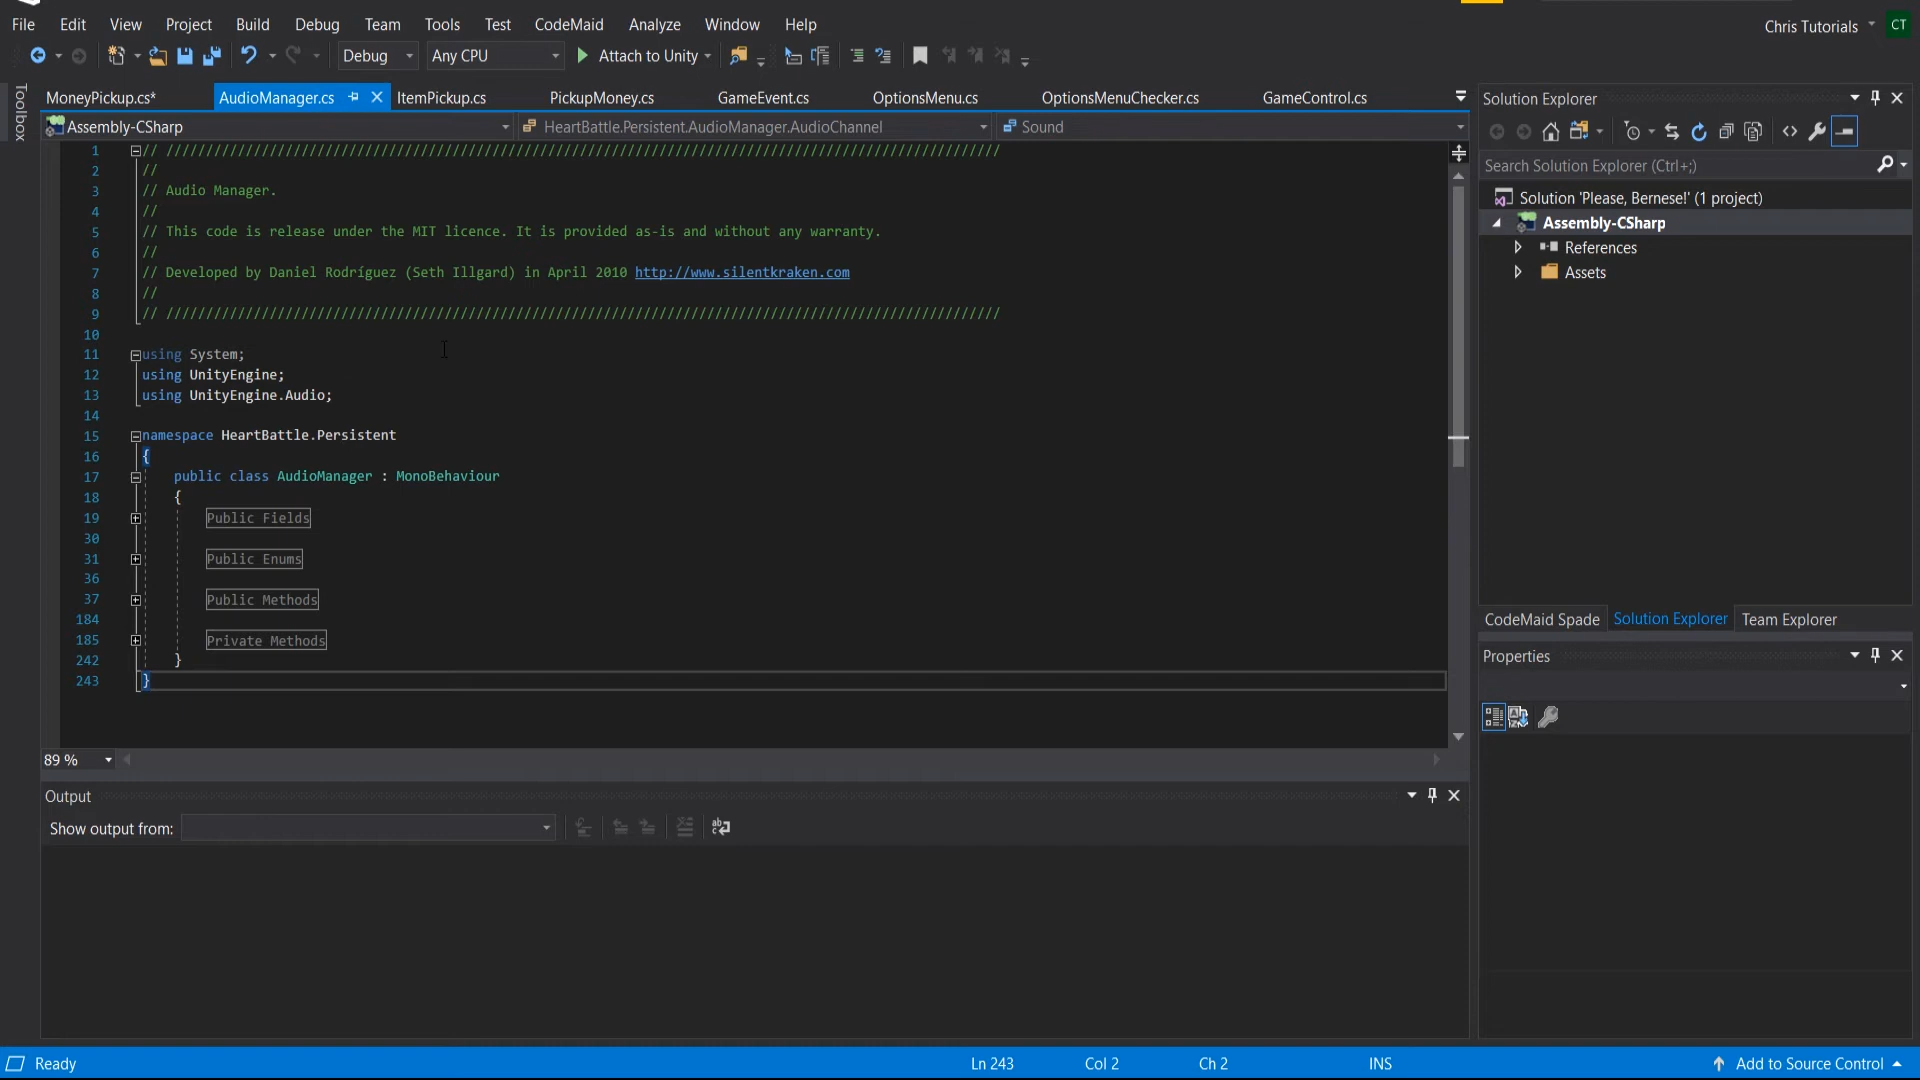 File Edit View Project Build Debug Team Tools Test CodeMaid Analyze Window Help
Chris Tutorials CT
Debug Any CPU Attach to Unity
Toolbox
MoneyPickup.cs* AudioManager.cs ItemPickup.cs PickupMoney.cs GameEvent.cs OptionsMenu.cs OptionsMenuChecker.cs GameControl.cs
Assembly-CSharp HeartBattle.Persistent.AudioManager.AudioChannel Sound
1 // ////////////////////////////////////////////////////////////////////////////////////////////////////////
2 //
3 // Audio Manager.
4 //
5 // This code is release under the MIT licence. It is provided as-is and without any warranty.
6 //
7 // Developed by Daniel Rodríguez (Seth Illgard) in April 2010 http://www.silentkraken.com
8 //
9 // ////////////////////////////////////////////////////////////////////////////////////////////////////////
10
11 using System;
12 using UnityEngine;
13 using UnityEngine.Audio;
14
15 namespace HeartBattle.Persistent
16 {
17 public class AudioManager : MonoBehaviour
18 {
19 Public Fields
30
31 Public Enums
36
37 Public Methods
184
185 Private Methods
242 }
243 }
89 %
Output
Show output from:
Solution Explorer
Search Solution Explorer (Ctrl+;)
Solution 'Please, Bernese!' (1 project)
Assembly-CSharp
References
Assets
CodeMaid Spade Solution Explorer Team Explorer
Properties
Ready Ln 243 Col 2 Ch 2 INS Add to Source Control